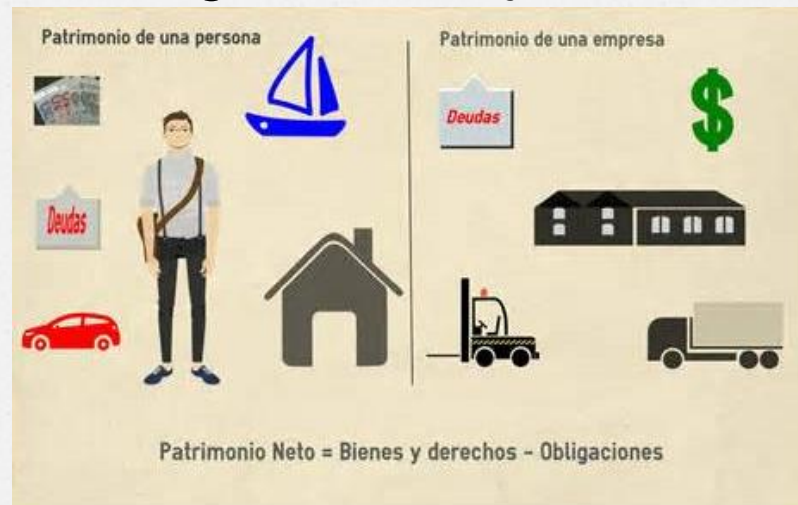 Patrimonio de una persona
Deudas
Patrimonio de una empresa
Deudas
$
Patrimonio Neto = Bienes y derechos - Obligaciones